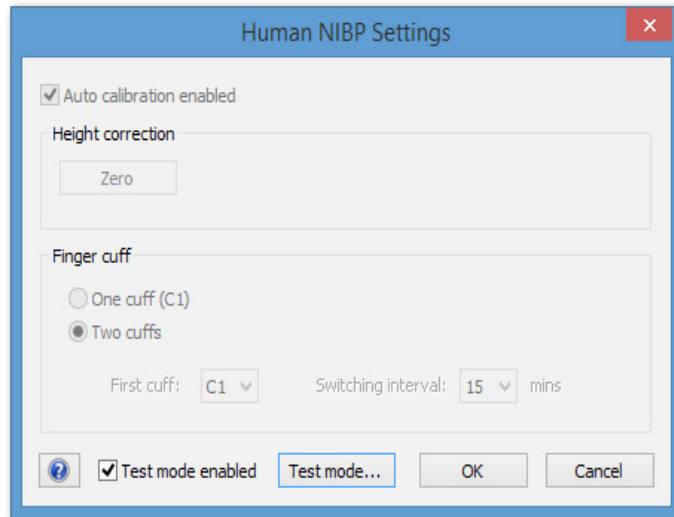 Human NIBP Settings
Auto calibration enabled
Height correction
Zero
Finger cuff
One cuff (C1)
Two cuffs
First cuff: C1 Switching interval: 15 mins
? Test mode enabled Test mode... OK Cancel